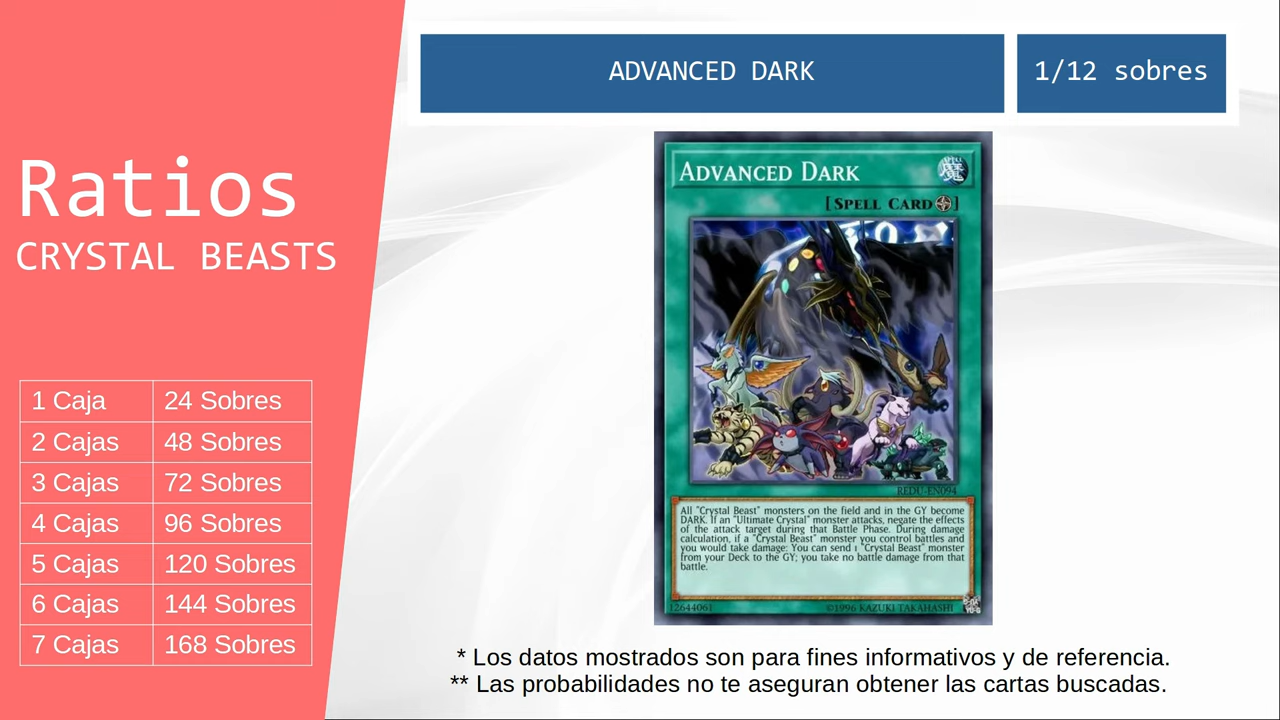 Ratios
CRYSTAL BEASTS
1 Caja 24 Sobres
2 Cajas 48 Sobres
3 Cajas 72 Sobres
4 Cajas 96 Sobres
5 Cajas 120 Sobres
6 Cajas 144 Sobres
7 Cajas 168 Sobres
ADVANCED DARK 1/12 sobres
ADVANCED DARK
[SPELL CARD]
REDU-EN094
All "Crystal Beast" monsters on the field and in the GY become
DARK. If an "Ultimate Crystal" monster attacks, negate the effects
of the attack target during that Battle Phase. During damage
calculation, if a "Crystal Beast" monster you control battles and
you would take damage: You can send 1 "Crystal Beast" monster
from your Deck to the GY; you take no battle damage from that
battle.
12644061 ©1996 KAZUKI TAKAHASHI
* Los datos mostrados son para fines informativos y de referencia.
** Las probabilidades no te aseguran obtener las cartas buscadas.